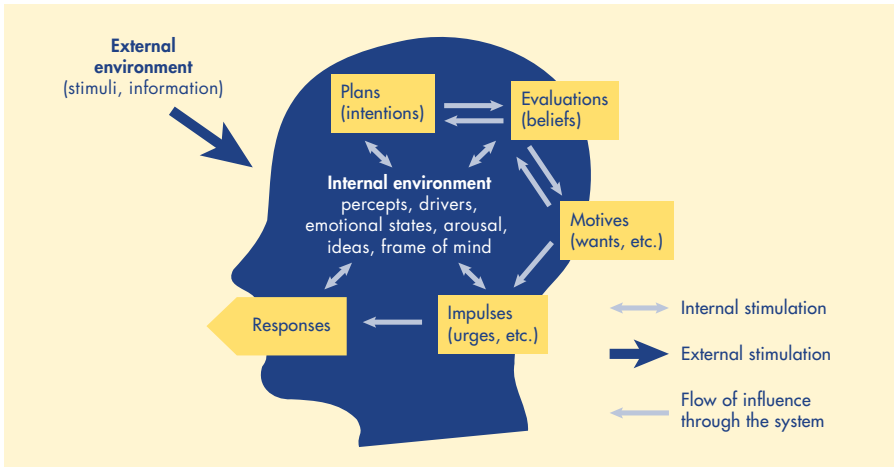 External
environment
(stimuli, information)
Plans
(intentions)
Evaluations
(beliefs)
Internal environment
percepts, drivers,
emotional states, arousal,
ideas, frame of mind
Motives
(wants, etc.)
Responses
Impulses
(urges, etc.)
Internal stimulation
External stimulation
Flow of influence
through the system